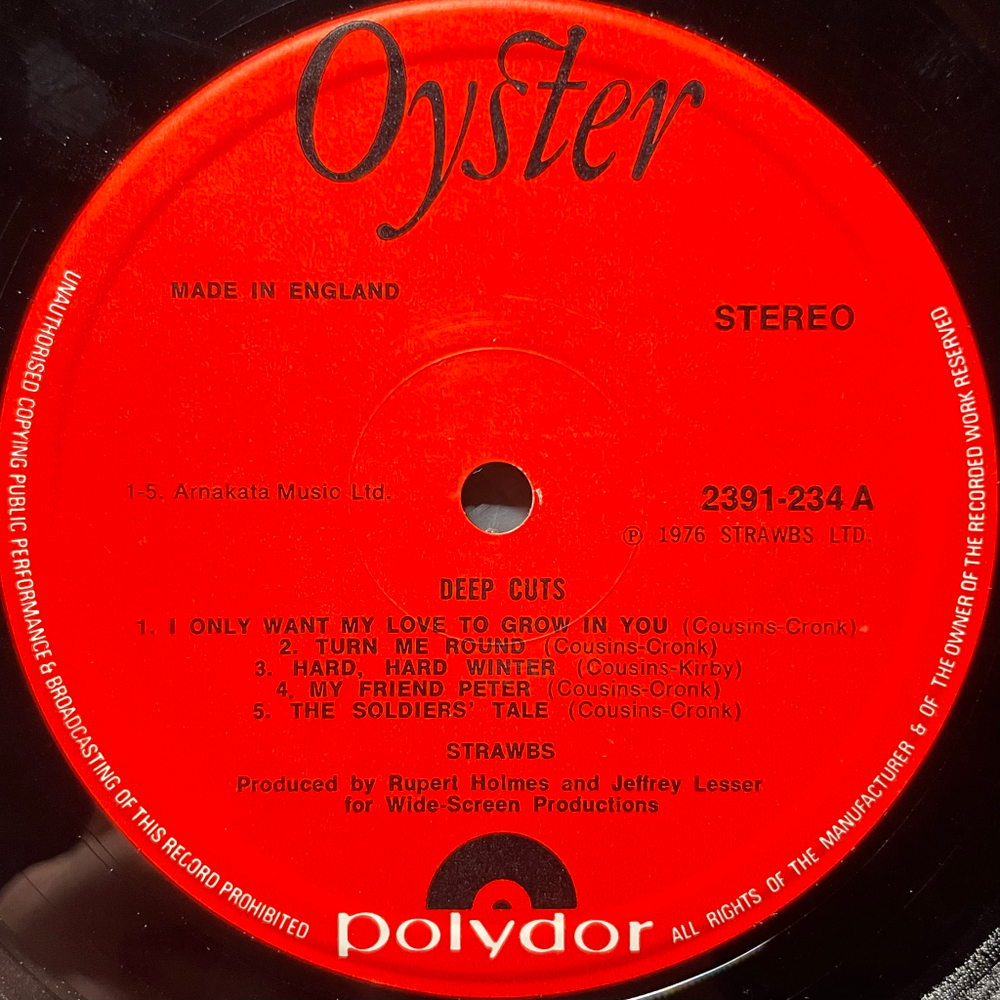 Oyster
MADE IN ENGLAND
STEREO
1-5. Arnakata Music Ltd.
2391-234 A
℗ 1976 STRAWBS LTD.
DEEP CUTS
1. I ONLY WANT MY LOVE TO GROW IN YOU (Cousins-Cronk)
2. TURN ME ROUND (Cousins-Cronk)
3. HARD, HARD WINTER (Cousins-Kirby)
4. MY FRIEND PETER (Cousins-Cronk)
5. THE SOLDIERS' TALE (Cousins-Cronk)
STRAWBS
Produced by Rupert Holmes and Jeffrey Lesser
for Wide-Screen Productions
polydor
UNAUTHORISED COPYING PUBLIC PERFORMANCE & BROADCASTING OF THIS RECORD PROHIBITED
ALL RIGHTS OF THE MANUFACTURER & OF THE OWNER OF THE RECORDED WORK RESERVED